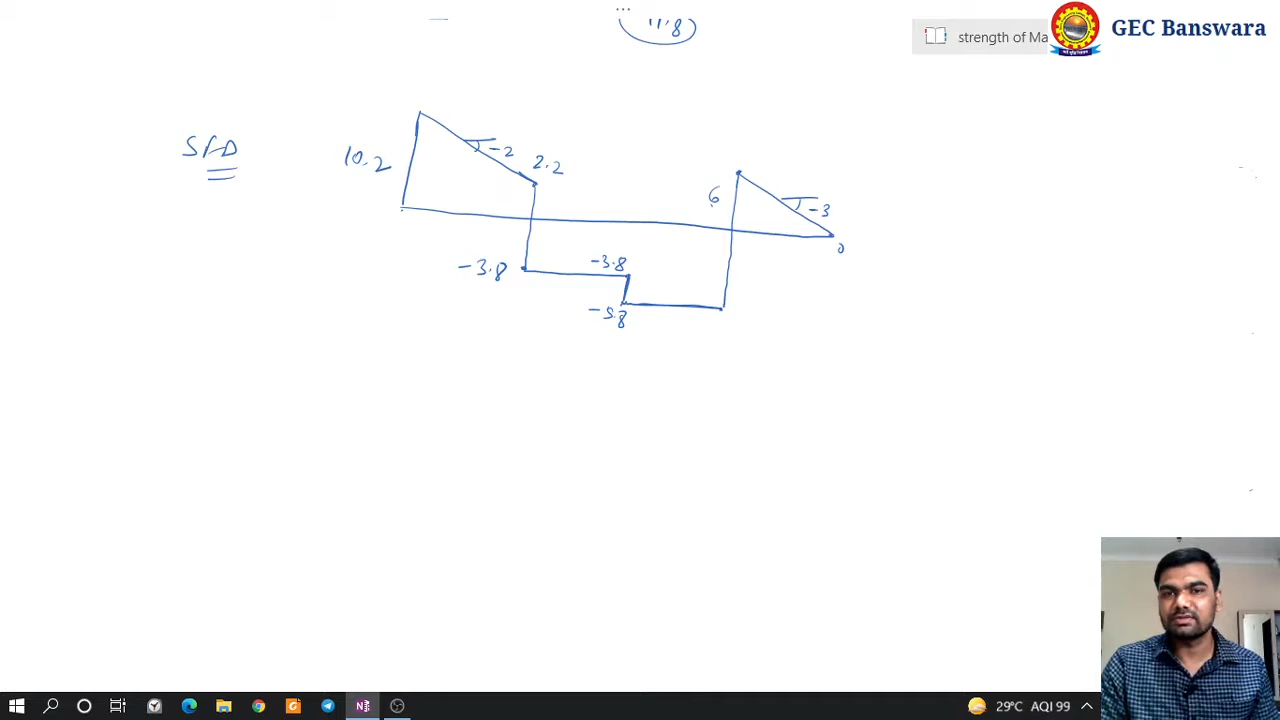 ...
11.8
strength of Ma
GEC Banswara
SFD
10.2
-2
2.2
6
-3
0
-3.8
-3.8
-5.8
29°C AQI 99